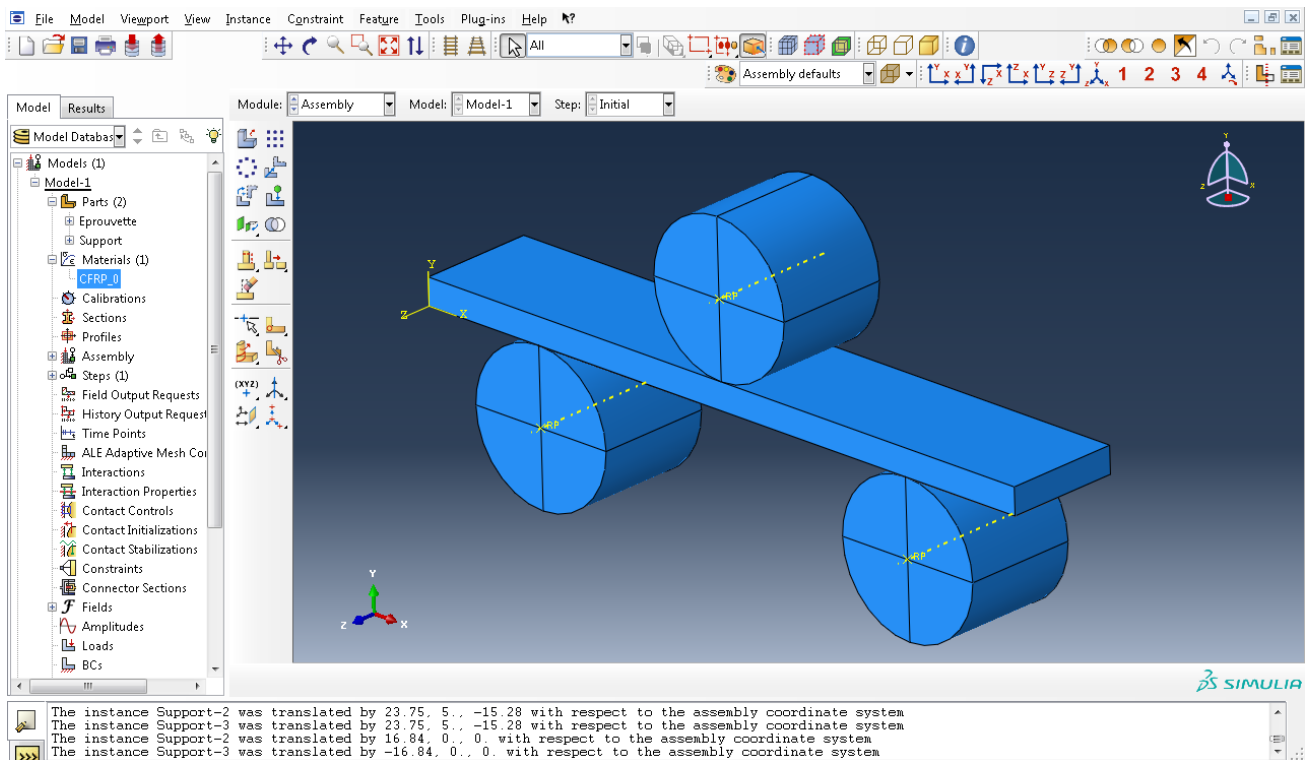 File Model Viewport View Instance Constraint Feature Tools Plug-ins Help
All
Assembly defaults
1 2 3 4
Model Results
Module: Assembly Model: Model-1 Step: Initial
Model Databas
Models (1)
Model-1
Parts (2)
Eprouvette
Support
Materials (1)
CFRP_0
Calibrations
Sections
Profiles
Assembly
Steps (1)
Field Output Requests
History Output Request
Time Points
ALE Adaptive Mesh Con
Interactions
Interaction Properties
Contact Controls
Contact Initializations
Contact Stabilizations
Constraints
Connector Sections
Fields
Amplitudes
Loads
BCs
(XYZ)
Y
Z X
RP
RP
RP
Y
Z X
Y
Z X
SIMULIA
The instance Support-2 was translated by 23.75, 5., -15.28 with respect to the assembly coordinate system
The instance Support-3 was translated by 23.75, 5., -15.28 with respect to the assembly coordinate system
The instance Support-2 was translated by 16.84, 0., 0. with respect to the assembly coordinate system
The instance Support-3 was translated by -16.84, 0., 0. with respect to the assembly coordinate system